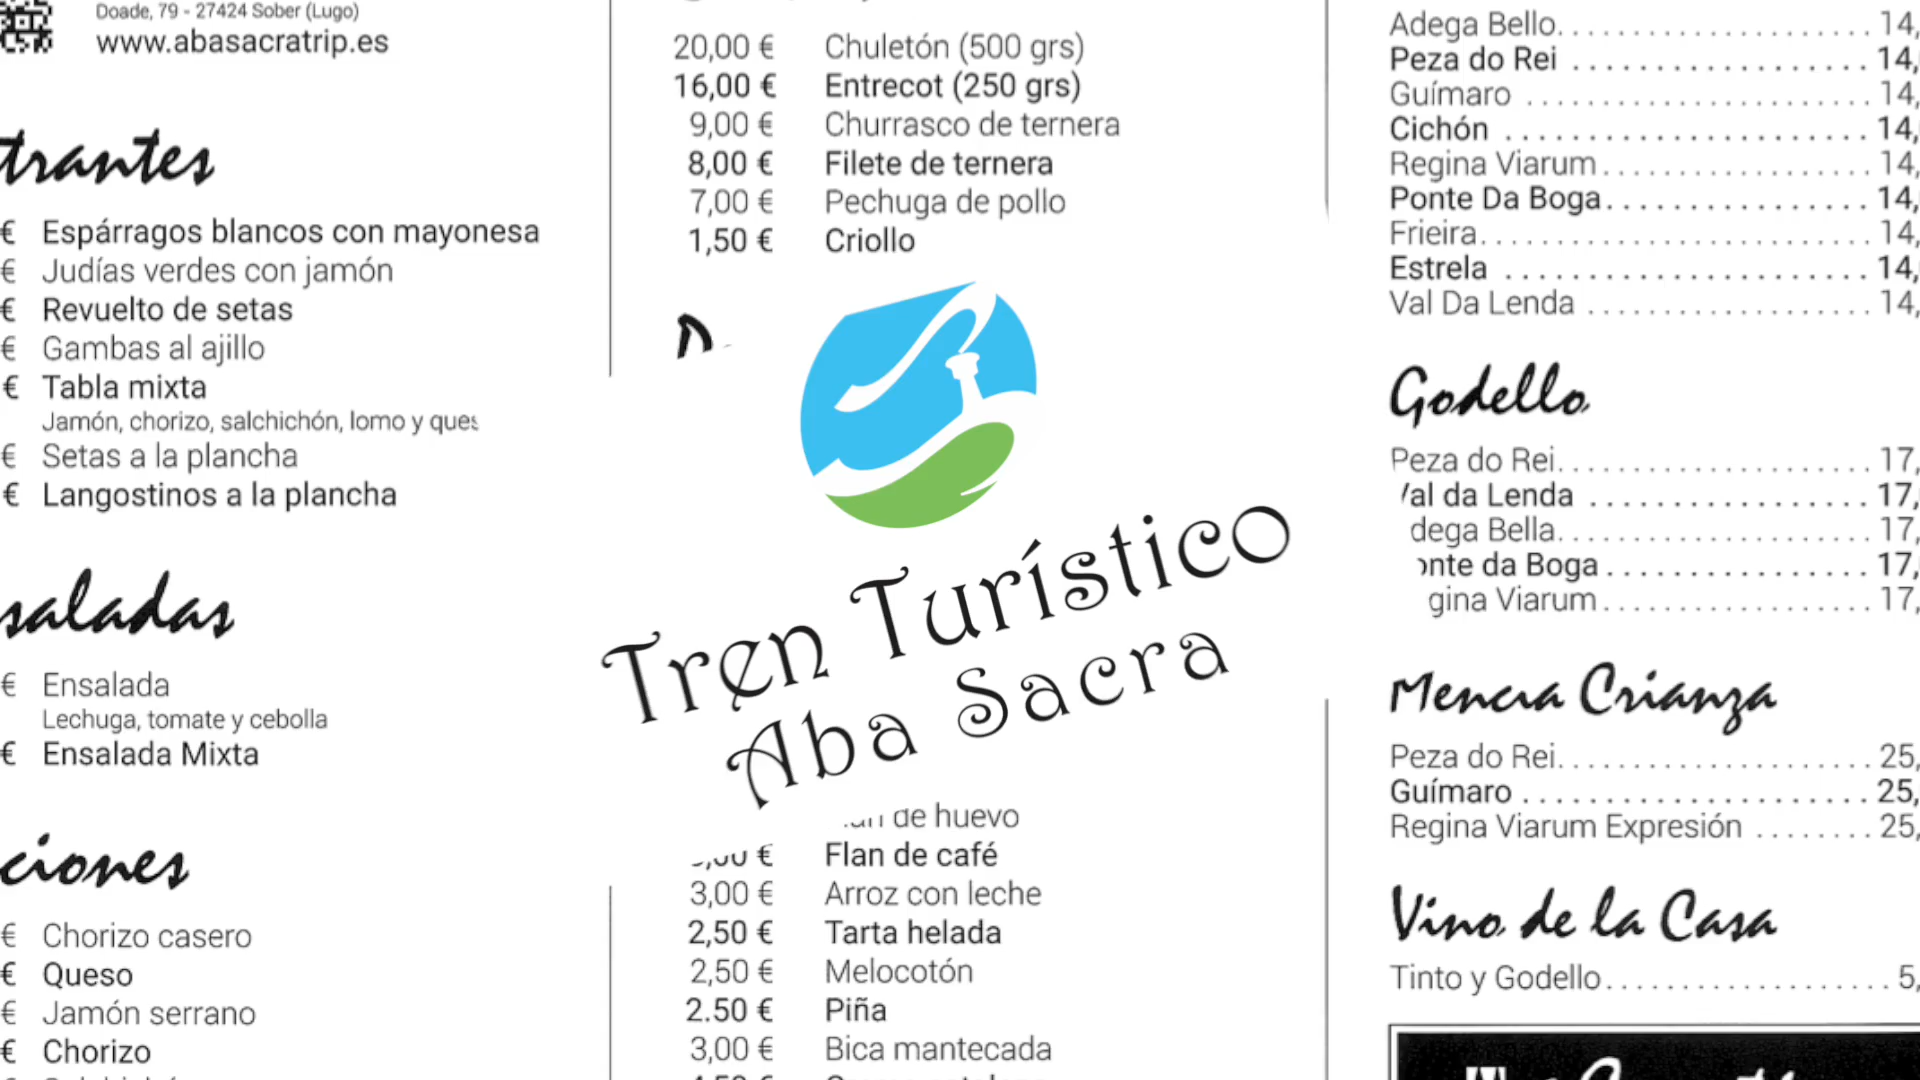 Doade, 79 - 27424 Sober (Lugo)
www.abasacratrip.es
trantes
€ Espárragos blancos con mayonesa
€ Judías verdes con jamón
€ Revuelto de setas
€ Gambas al ajillo
€ Tabla mixta
Jamón, chorizo, salchichón, lomo y ques
€ Setas a la plancha
€ Langostinos a la plancha
saladas
€ Ensalada
Lechuga, tomate y cebolla
€ Ensalada Mixta
ciones
€ Chorizo casero
€ Queso
€ Jamón serrano
€ Chorizo
20,00 € Chuletón (500 grs)
16,00 € Entrecot (250 grs)
9,00 € Churrasco de ternera
8,00 € Filete de ternera
7,00 € Pechuga de pollo
1,50 € Criollo
Tren Turístico
Aba Sacra
de huevo
€ Flan de café
3,00 € Arroz con leche
2,50 € Tarta helada
2,50 € Melocotón
2.50 € Piña
3,00 € Bica mantecada
Adega Bello. . . . . . . . . . . . . . . . . . . . 14,
Peza do Rei . . . . . . . . . . . . . . . . . . . 14,
Guímaro . . . . . . . . . . . . . . . . . . . . . 14,
Cichón . . . . . . . . . . . . . . . . . . . . . . 14,
Regina Viarum. . . . . . . . . . . . . . . . . 14,
Ponte Da Boga. . . . . . . . . . . . . . . . . 14,
Frieira. . . . . . . . . . . . . . . . . . . . . . . . 14,
Estrela . . . . . . . . . . . . . . . . . . . . . . . 14,
Val Da Lenda . . . . . . . . . . . . . . . . . . 14,
Godello
Peza do Rei. . . . . . . . . . . . . . . . . . . . 17,
Val da Lenda . . . . . . . . . . . . . . . . . . 17,
dega Bella. . . . . . . . . . . . . . . . . . . . 17,
onte da Boga. . . . . . . . . . . . . . . . . 17,
gina Viarum. . . . . . . . . . . . . . . . . 17,
Mencia Crianza
Peza do Rei. . . . . . . . . . . . . . . . . . . . 25,
Guímaro . . . . . . . . . . . . . . . . . . . . . 25,
Regina Viarum Expresión . . . . . . . . 25,
Vino de la Casa
Tinto y Godello. . . . . . . . . . . . . . . . . . 5,